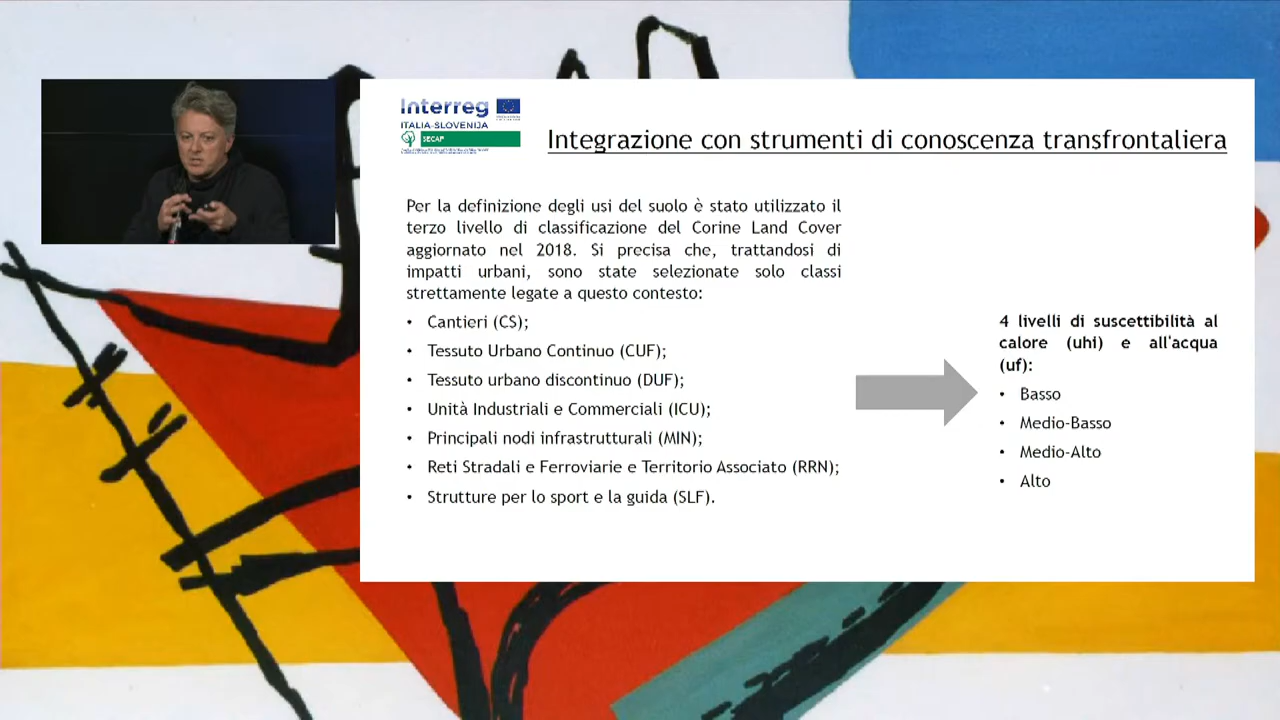 Interreg
ITALIA-SLOVENIJA
SECAP
Integrazione con strumenti di conoscenza transfrontaliera
Per la definizione degli usi del suolo è stato utilizzato il
terzo livello di classificazione del Corine Land Cover
aggiornato nel 2018. Si precisa che, trattandosi di
impatti urbani, sono state selezionate solo classi
strettamente legate a questo contesto:
• Cantieri (CS);
• Tessuto Urbano Continuo (CUF);
• Tessuto urbano discontinuo (DUF);
• Unità Industriali e Commerciali (ICU);
• Principali nodi infrastrutturali (MIN);
• Reti Stradali e Ferroviarie e Territorio Associato (RRN);
• Strutture per lo sport e la guida (SLF).
4 livelli di suscettibilità al
calore (uhi) e all'acqua
(uf):
• Basso
• Medio-Basso
• Medio-Alto
• Alto